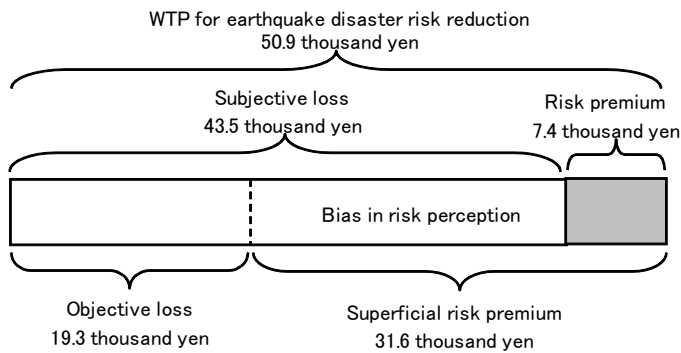 WTP for earthquake disaster risk reduction
50.9 thousand yen
Subjective loss
43.5 thousand yen
Risk premium
7.4 thousand yen
Bias in risk perception
Objective loss
19.3 thousand yen
Superficial risk premium
31.6 thousand yen